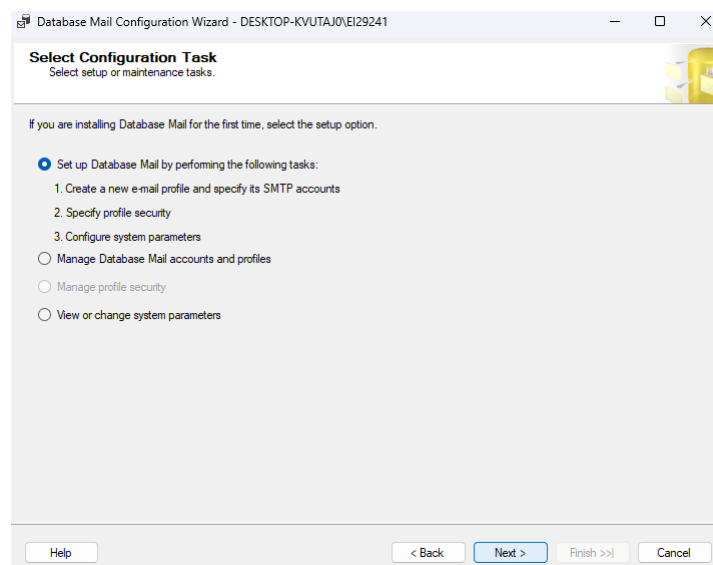 Database Mail Configuration Wizard - DESKTOP-KVUTAJ0\EI29241
Select Configuration Task
Select setup or maintenance tasks.
If you are installing Database Mail for the first time, select the setup option.
Set up Database Mail by performing the following tasks:
1. Create a new e-mail profile and specify its SMTP accounts
2. Specify profile security
3. Configure system parameters
Manage Database Mail accounts and profiles
Manage profile security
View or change system parameters
Help
< Back
Next >
Finish >>|
Cancel